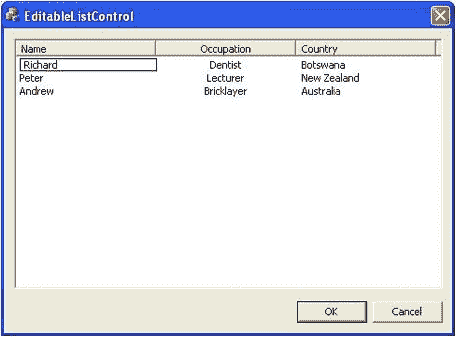 EditableListControl
Name Occupation Country
Richard Dentist Botswana
Peter Lecturer New Zealand
Andrew Bricklayer Australia
OK Cancel